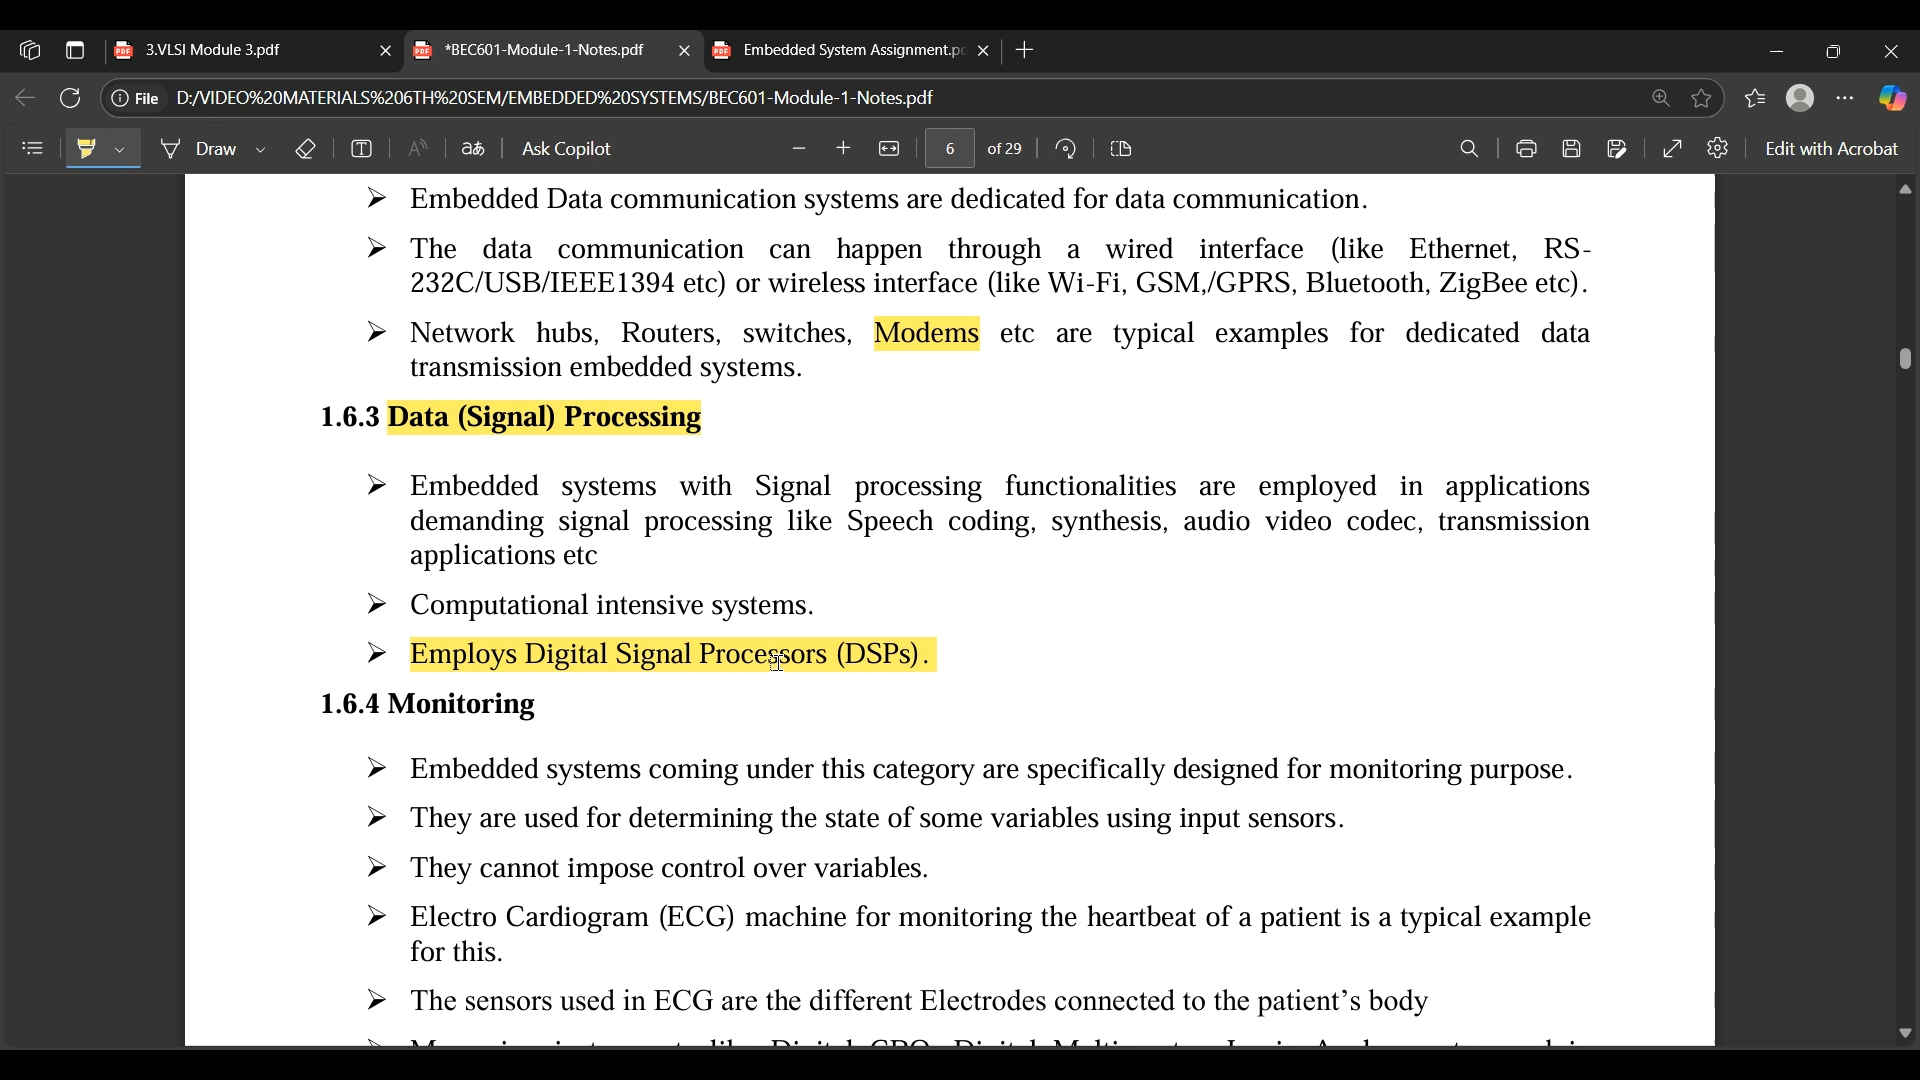 3.VLSI Module 3.pdf
*BEC601-Module-1-Notes.pdf
Embedded System Assignment.pd
File
D:/VIDEO%20MATERIALS%206TH%20SEM/EMBEDDED%20SYSTEMS/BEC601-Module-1-Notes.pdf
Draw
aあ
Ask Copilot
6 of 29
Edit with Acrobat
➤ Embedded Data communication systems are dedicated for data communication.
➤ The data communication can happen through a wired interface (like Ethernet, RS-
232C/USB/IEEE1394 etc) or wireless interface (like Wi-Fi, GSM,/GPRS, Bluetooth, ZigBee etc).
➤ Network hubs, Routers, switches, Modems etc are typical examples for dedicated data
transmission embedded systems.
1.6.3 Data (Signal) Processing
➤ Embedded systems with Signal processing functionalities are employed in applications
demanding signal processing like Speech coding, synthesis, audio video codec, transmission
applications etc
➤ Computational intensive systems.
➤ Employs Digital Signal Processors (DSPs).
1.6.4 Monitoring
➤ Embedded systems coming under this category are specifically designed for monitoring purpose.
➤ They are used for determining the state of some variables using input sensors.
➤ They cannot impose control over variables.
➤ Electro Cardiogram (ECG) machine for monitoring the heartbeat of a patient is a typical example
for this.
➤ The sensors used in ECG are the different Electrodes connected to the patient's body